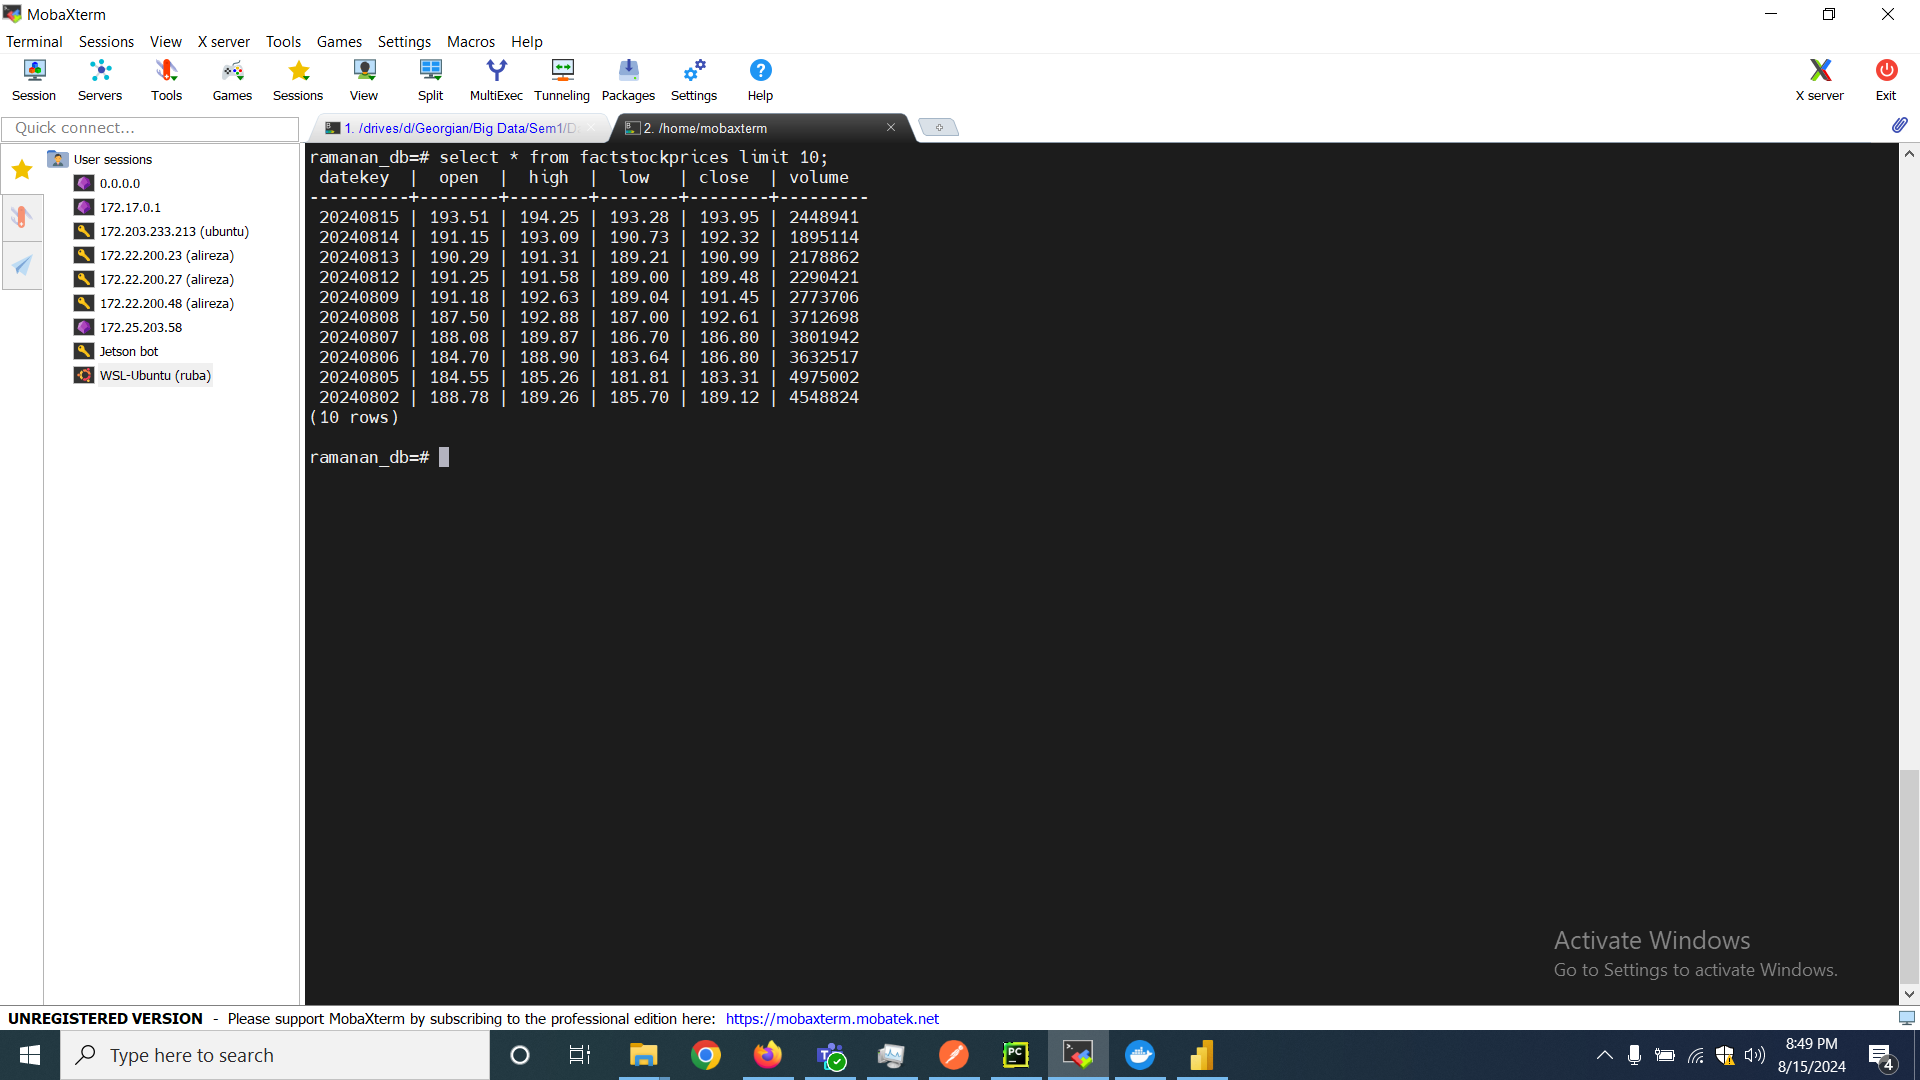 MobaXterm
Terminal Sessions View X server Tools Games Settings Macros Help
Session Servers Tools Games Sessions View Split MultiExec Tunneling Packages Settings Help X server Exit
Quick connect...
1. /drives/d/Georgian/Big Data/Sem1/D
2. /home/mobaxterm
User sessions
0.0.0.0
172.17.0.1
172.203.233.213 (ubuntu)
172.22.200.23 (alireza)
172.22.200.27 (alireza)
172.22.200.48 (alireza)
172.25.203.58
Jetson bot
WSL-Ubuntu (ruba)
ramanan_db=# select * from factstockprices limit 10;
datekey | open | high | low | close | volume
----------+--------+--------+--------+--------+---------
20240815 | 193.51 | 194.25 | 193.28 | 193.95 | 2448941
20240814 | 191.15 | 193.09 | 190.73 | 192.32 | 1895114
20240813 | 190.29 | 191.31 | 189.21 | 190.99 | 2178862
20240812 | 191.25 | 191.58 | 189.00 | 189.48 | 2290421
20240809 | 191.18 | 192.63 | 189.04 | 191.45 | 2773706
20240808 | 187.50 | 192.88 | 187.00 | 192.61 | 3712698
20240807 | 188.08 | 189.87 | 186.70 | 186.80 | 3801942
20240806 | 184.70 | 188.90 | 183.64 | 186.80 | 3632517
20240805 | 184.55 | 185.26 | 181.81 | 183.31 | 4975002
20240802 | 188.78 | 189.26 | 185.70 | 189.12 | 4548824
(10 rows)
ramanan_db=#
Activate Windows
Go to Settings to activate Windows.
UNREGISTERED VERSION - Please support MobaXterm by subscribing to the professional edition here: https://mobaxterm.mobatek.net
Type here to search
8:49 PM
8/15/2024
4